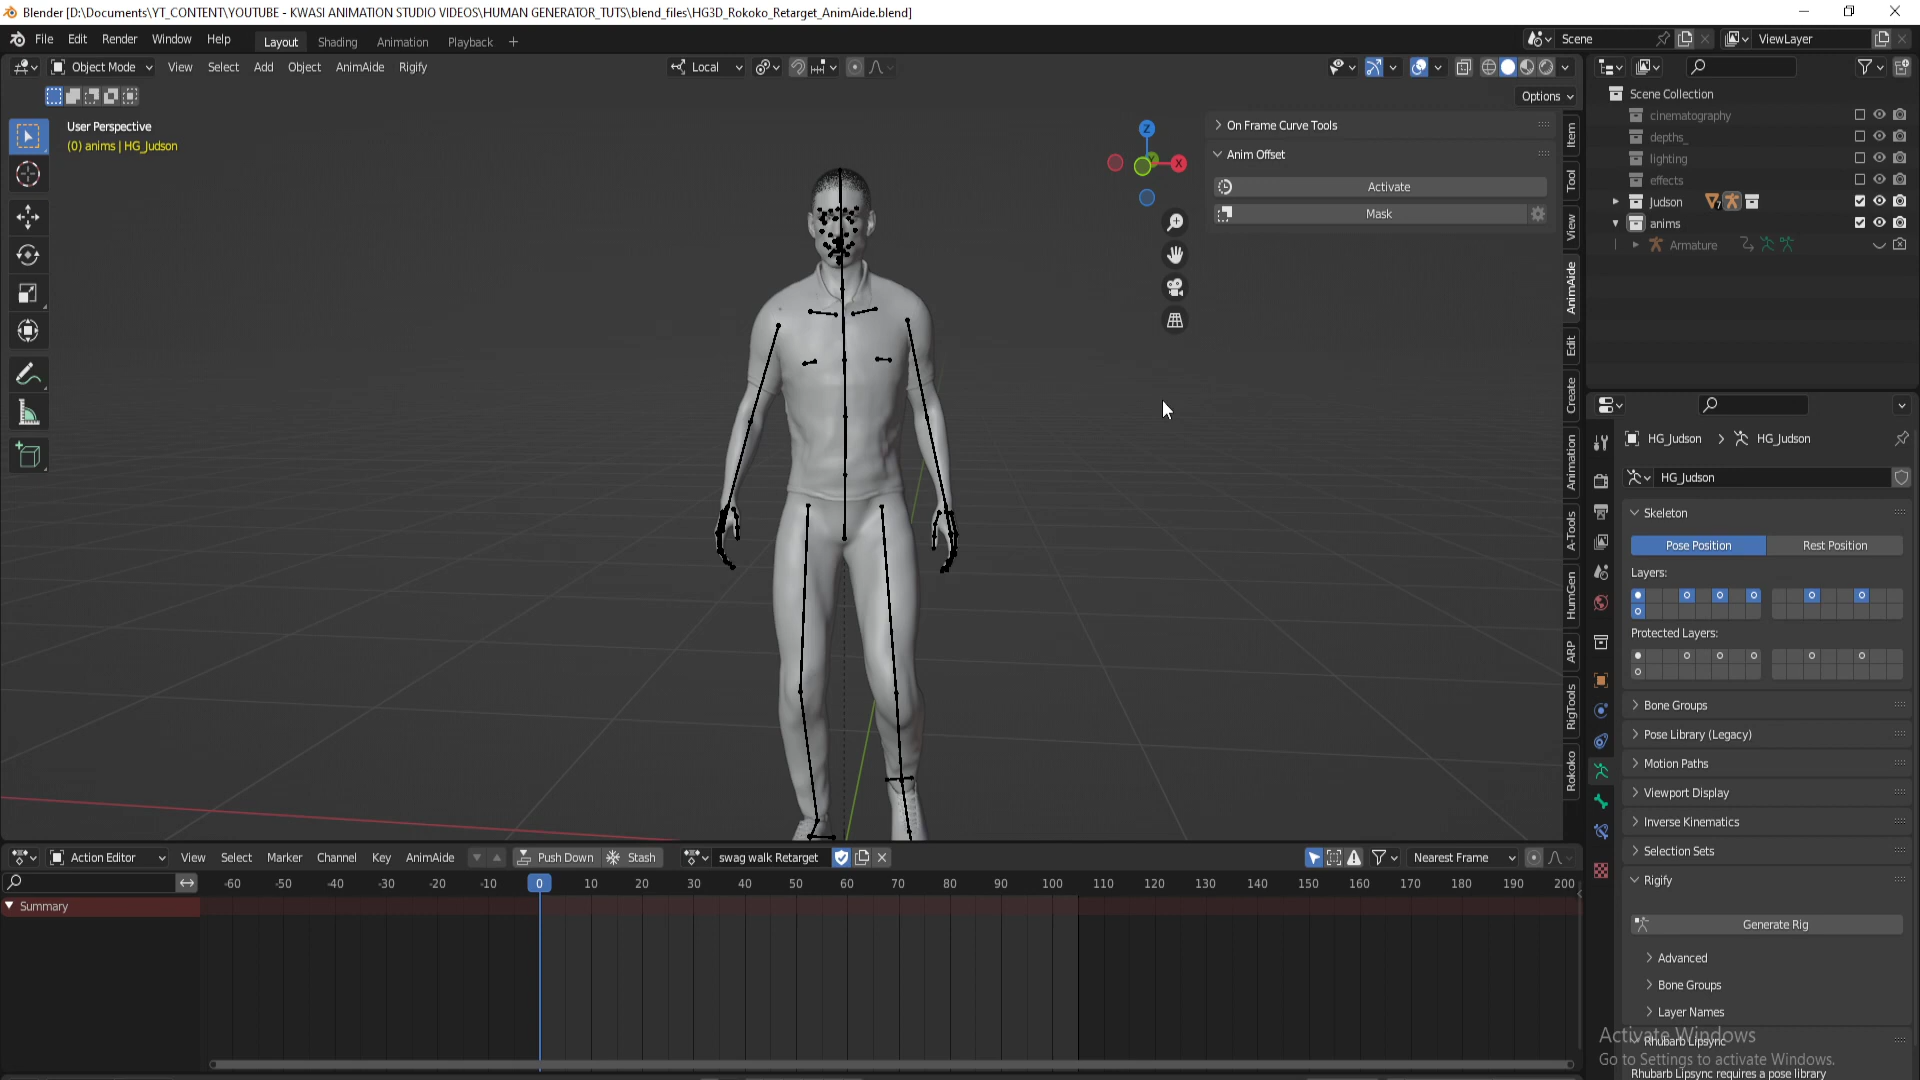 Blender [D:\Documents\YT_CONTENT\YOUTUBE - KWASI ANIMATION STUDIO VIDEOS\HUMAN GENERATOR_TUTS\blend_files\HG3D_Rokoko_Retarget_AnimAide.blend]
File Edit Render Window Help Layout Shading Animation Playback + Scene ViewLayer
Object Mode View Select Add Object AnimAide Rigify Local
Options
User Perspective
(0) anims | HG_Judson
Z
X
On Frame Curve Tools
Anim Offset
Activate
Mask
Item
Tool
View
AnimAide
Edit
Create
Animation
A-Tools
HumGen
ARP
RigTools
Rokoko
Scene Collection
cinematography
depths_
lighting
effects
Judson 7
anims
Armature
HG_Judson > HG_Judson
HG_Judson
Skeleton
Pose Position Rest Position
Layers:
Protected Layers:
Bone Groups
Pose Library (Legacy)
Motion Paths
Viewport Display
Inverse Kinematics
Selection Sets
Rigify
Generate Rig
Advanced
Bone Groups
Layer Names
Rhubarb Lipsync
Rhubarb Lipsync requires a pose library
Activate Windows
Go to Settings to activate Windows.
Action Editor View Select Marker Channel Key AnimAide Push Down Stash swag walk Retarget Nearest Frame
-60 -50 -40 -30 -20 -10 0 10 20 30 40 50 60 70 80 90 100 110 120 130 140 150 160 170 180 190 200
Summary